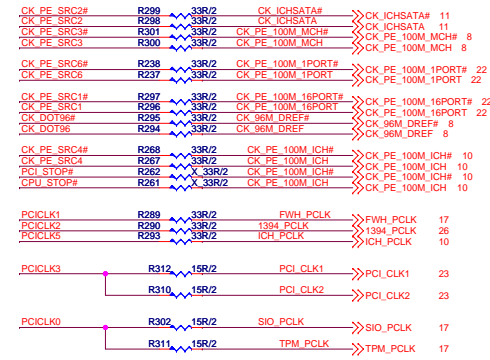 CK_PE_SRC2# R299 33R/2 CK_ICHSATA# CK_ICHSATA# 11
CK_PE_SRC2 R298 33R/2 CK_ICHSATA CK_ICHSATA 11
CK_PE_SRC3# R301 33R/2 CK_PE_100M_MCH# CK_PE_100M_MCH# 8
CK_PE_SRC3 R300 33R/2 CK_PE_100M_MCH CK_PE_100M_MCH 8
CK_PE_SRC6# R238 33R/2 CK_PE_100M_1PORT# CK_PE_100M_1PORT# 22
CK_PE_SRC6 R237 33R/2 CK_PE_100M_1PORT CK_PE_100M_1PORT 22
CK_PE_SRC1# R297 33R/2 CK_PE_100M_16PORT# CK_PE_100M_16PORT# 22
CK_PE_SRC1 R296 33R/2 CK_PE_100M_16PORT CK_PE_100M_16PORT 22
CK_DOT96# R295 33R/2 CK_96M_DREF# CK_96M_DREF# 8
CK_DOT96 R294 33R/2 CK_96M_DREF CK_96M_DREF 8
CK_PE_SRC4# R268 33R/2 CK_PE_100M_ICH# CK_PE_100M_ICH# 10
CK_PE_SRC4 R267 33R/2 CK_PE_100M_ICH CK_PE_100M_ICH 10
PCI_STOP# R262 X_33R/2 CK_PE_100M_ICH# CK_PE_100M_ICH# 10
CPU_STOP# R261 X_33R/2 CK_PE_100M_ICH CK_PE_100M_ICH 10
PCICLK1 R289 33R/2 FWH_PCLK FWH_PCLK 17
PCICLK2 R290 33R/2 1394_PCLK 1394_PCLK 26
PCICLK5 R293 33R/2 ICH_PCLK ICH_PCLK 10
PCICLK3 R312 15R/2 PCI_CLK1 PCI_CLK1 23
R310 15R/2 PCI_CLK2 PCI_CLK2 23
PCICLK0 R302 15R/2 SIO_PCLK SIO_PCLK 17
R311 15R/2 TPM_PCLK TPM_PCLK 17